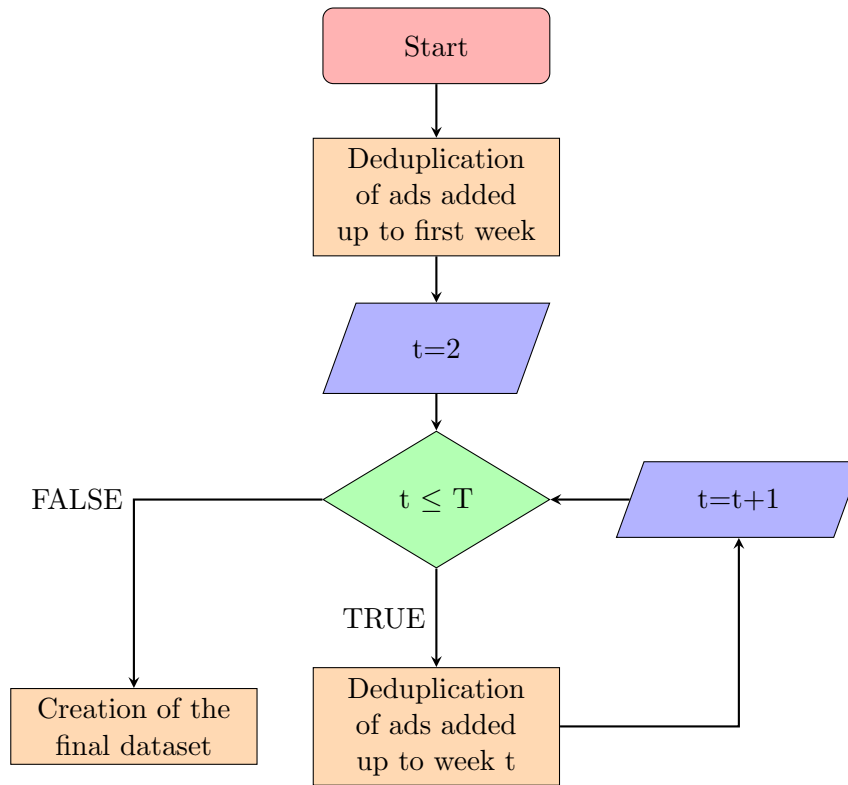 Start
Deduplication
of ads added
up to first week
t=2
FALSE
t ≤ T
t=t+1
TRUE
Creation of the
final dataset
Deduplication
of ads added
up to week t